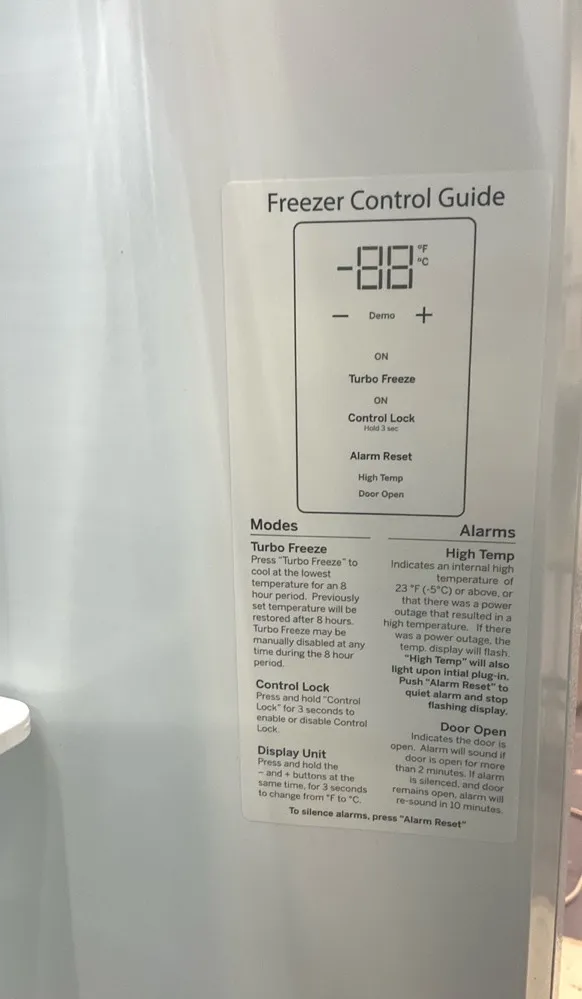 Freezer Control Guide
-88 °F
°C
− Demo +
ON
Turbo Freeze
ON
Control Lock
Hold 3 sec
Alarm Reset
High Temp
Door Open
Modes
Turbo Freeze
Press "Turbo Freeze" to
cool at the lowest
temperature for an 8
hour period. Previously
set temperature will be
restored after 8 hours.
Turbo Freeze may be
manually disabled at any
time during the 8 hour
period.
Control Lock
Press and hold "Control
Lock" for 3 seconds to
enable or disable Control
Lock.
Display Unit
Press and hold the
− and + buttons at the
same time, for 3 seconds
to change from °F to °C.
Alarms
High Temp
Indicates an internal high
temperature of
23 °F (-5°C) or above, or
that there was a power
outage that resulted in a
high temperature. If there
was a power outage, the
temp. display will flash.
"High Temp" will also
light upon intial plug-in.
Push "Alarm Reset" to
quiet alarm and stop
flashing display.
Door Open
Indicates the door is
open. Alarm will sound if
door is open for more
than 2 minutes. If alarm
is silenced, and door
remains open, alarm will
re-sound in 10 minutes.
To silence alarms, press "Alarm Reset"